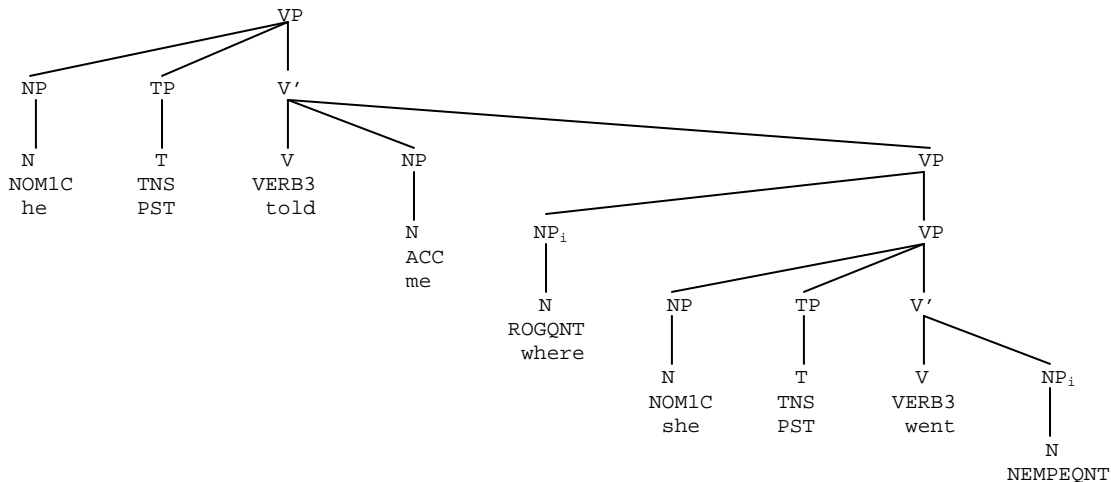 VP
NP TP V’
N T V NP VP
NOM1C TNS VERB3
he PST told
N NPi VP
ACC
me
N NP TP V’
ROGQNT
where
N T V NPi
NOM1C TNS VERB3
she PST went
N
NEMPEQNT